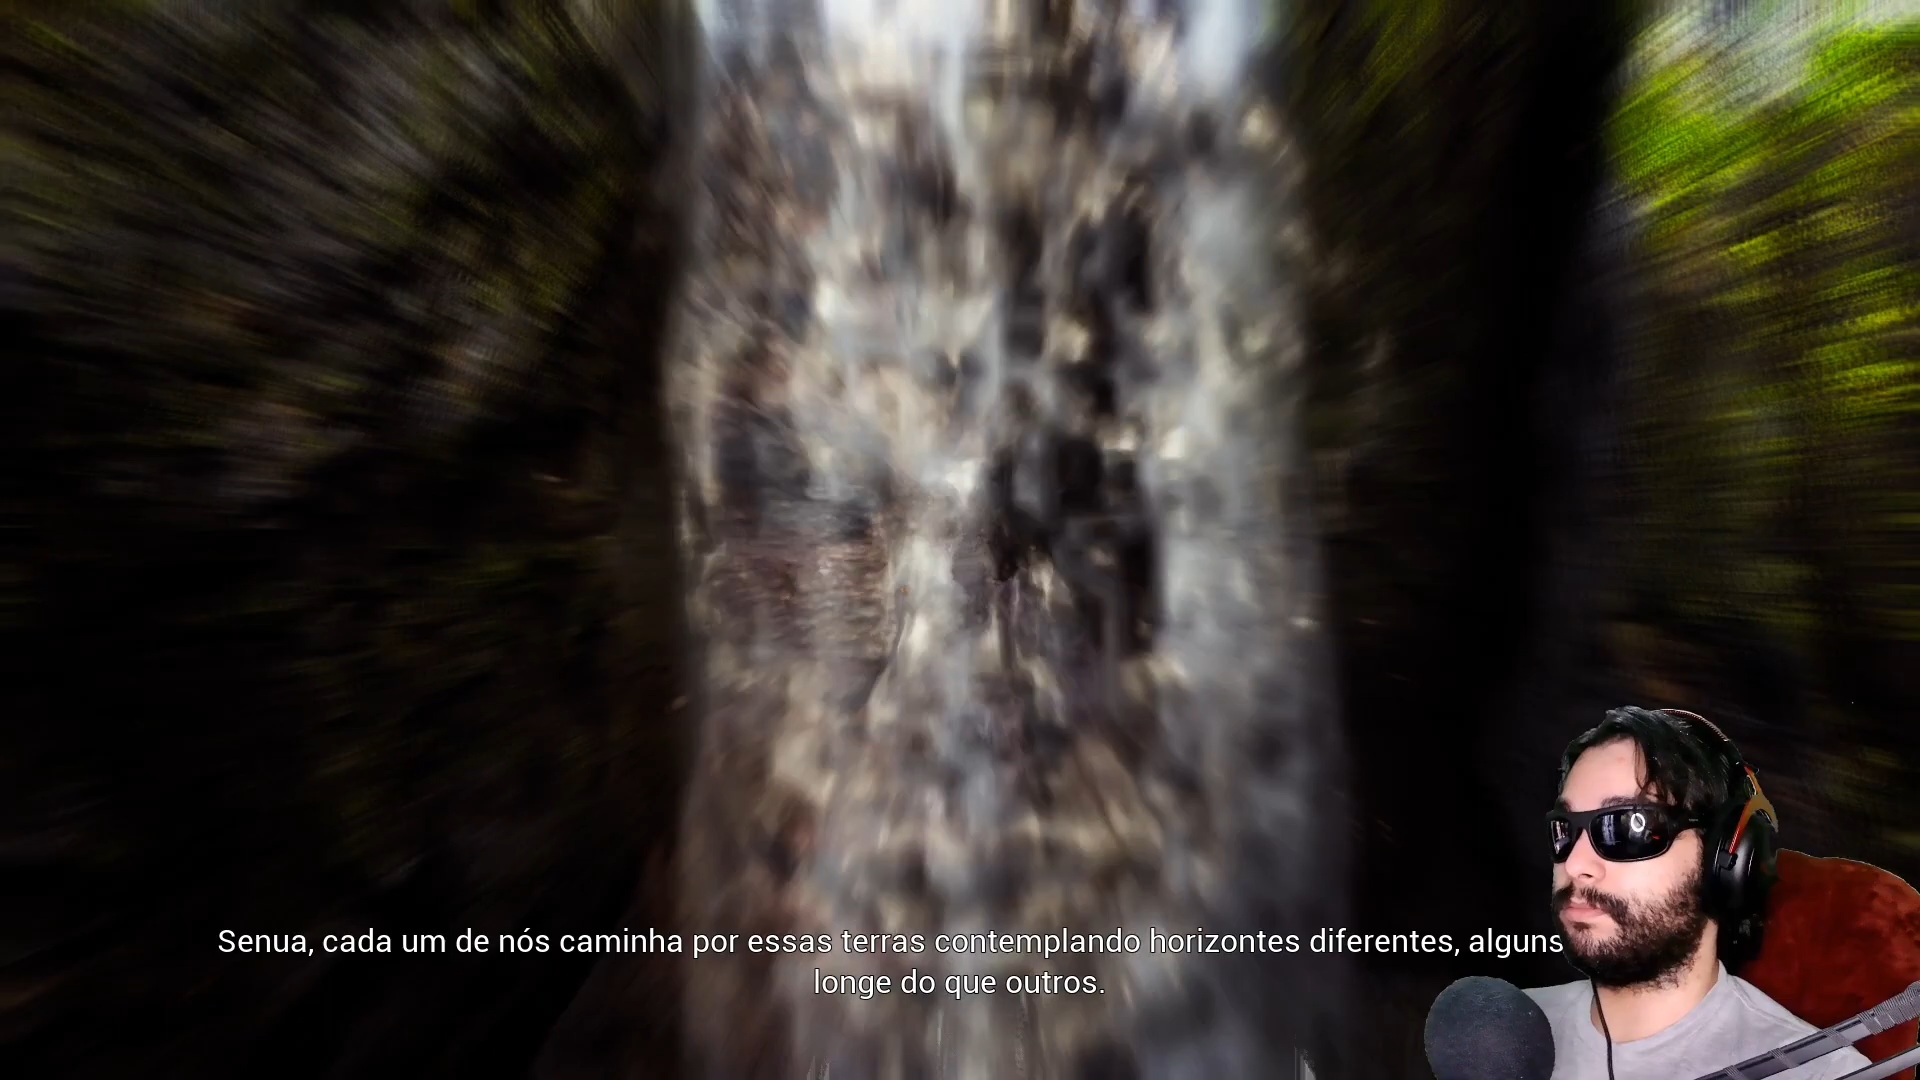 Senua, cada um de nós caminha por essas terras contemplando horizontes diferentes, alguns
longe do que outros.